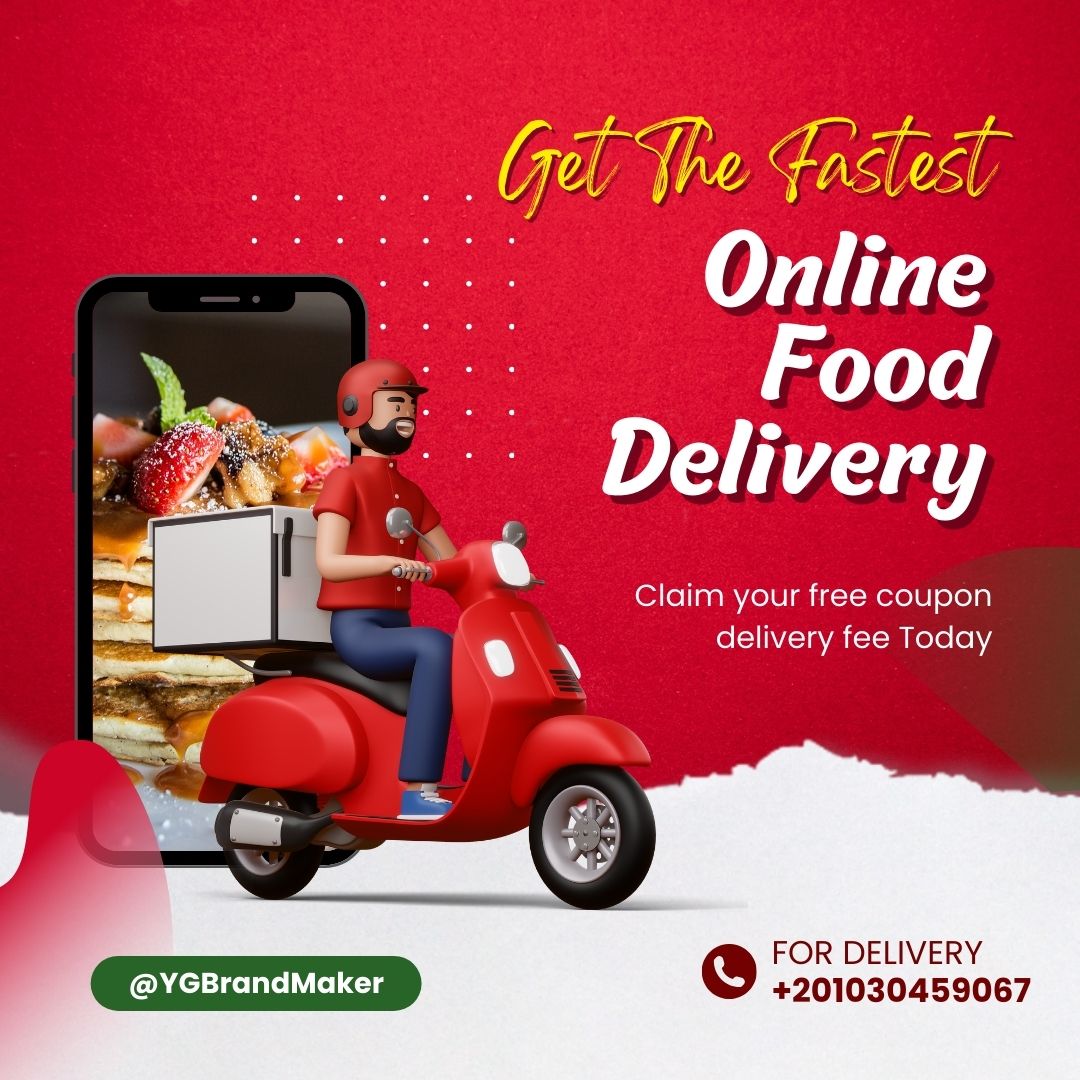 Get The Fastest
Online
Food
Delivery
Claim your free coupon
delivery fee Today
@YGBrandMaker
FOR DELIVERY
+201030459067